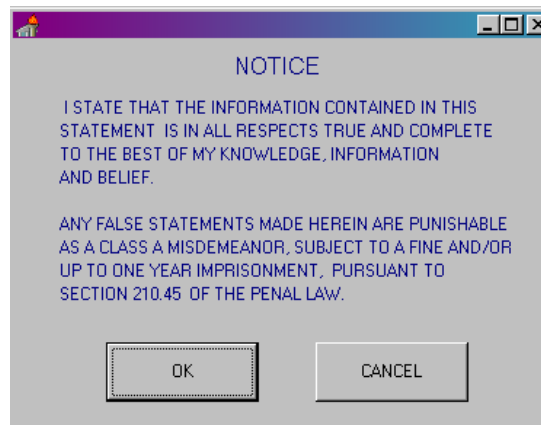 NOTICE
I STATE THAT THE INFORMATION CONTAINED IN THIS
STATEMENT IS IN ALL RESPECTS TRUE AND COMPLETE
TO THE BEST OF MY KNOWLEDGE, INFORMATION
AND BELIEF.
ANY FALSE STATEMENTS MADE HEREIN ARE PUNISHABLE
AS A CLASS A MISDEMEANOR, SUBJECT TO A FINE AND/OR
UP TO ONE YEAR IMPRISONMENT, PURSUANT TO
SECTION 210.45 OF THE PENAL LAW.
OK
CANCEL